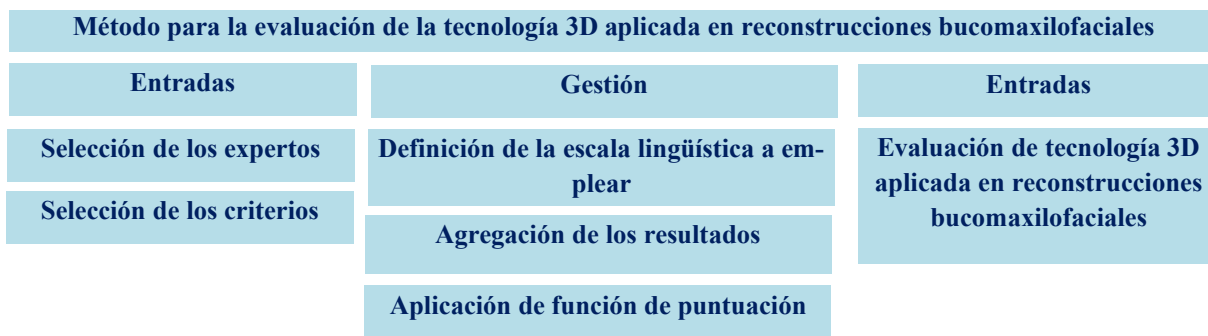 Método para la evaluación de la tecnología 3D aplicada en reconstrucciones bucomaxilofaciales
Entradas
Selección de los expertos
Selección de los criterios
Gestión
Definición de la escala lingüística a em-
plear
Agregación de los resultados
Aplicación de función de puntuación
Entradas
Evaluación de tecnología 3D
aplicada en reconstrucciones
bucomaxilofaciales